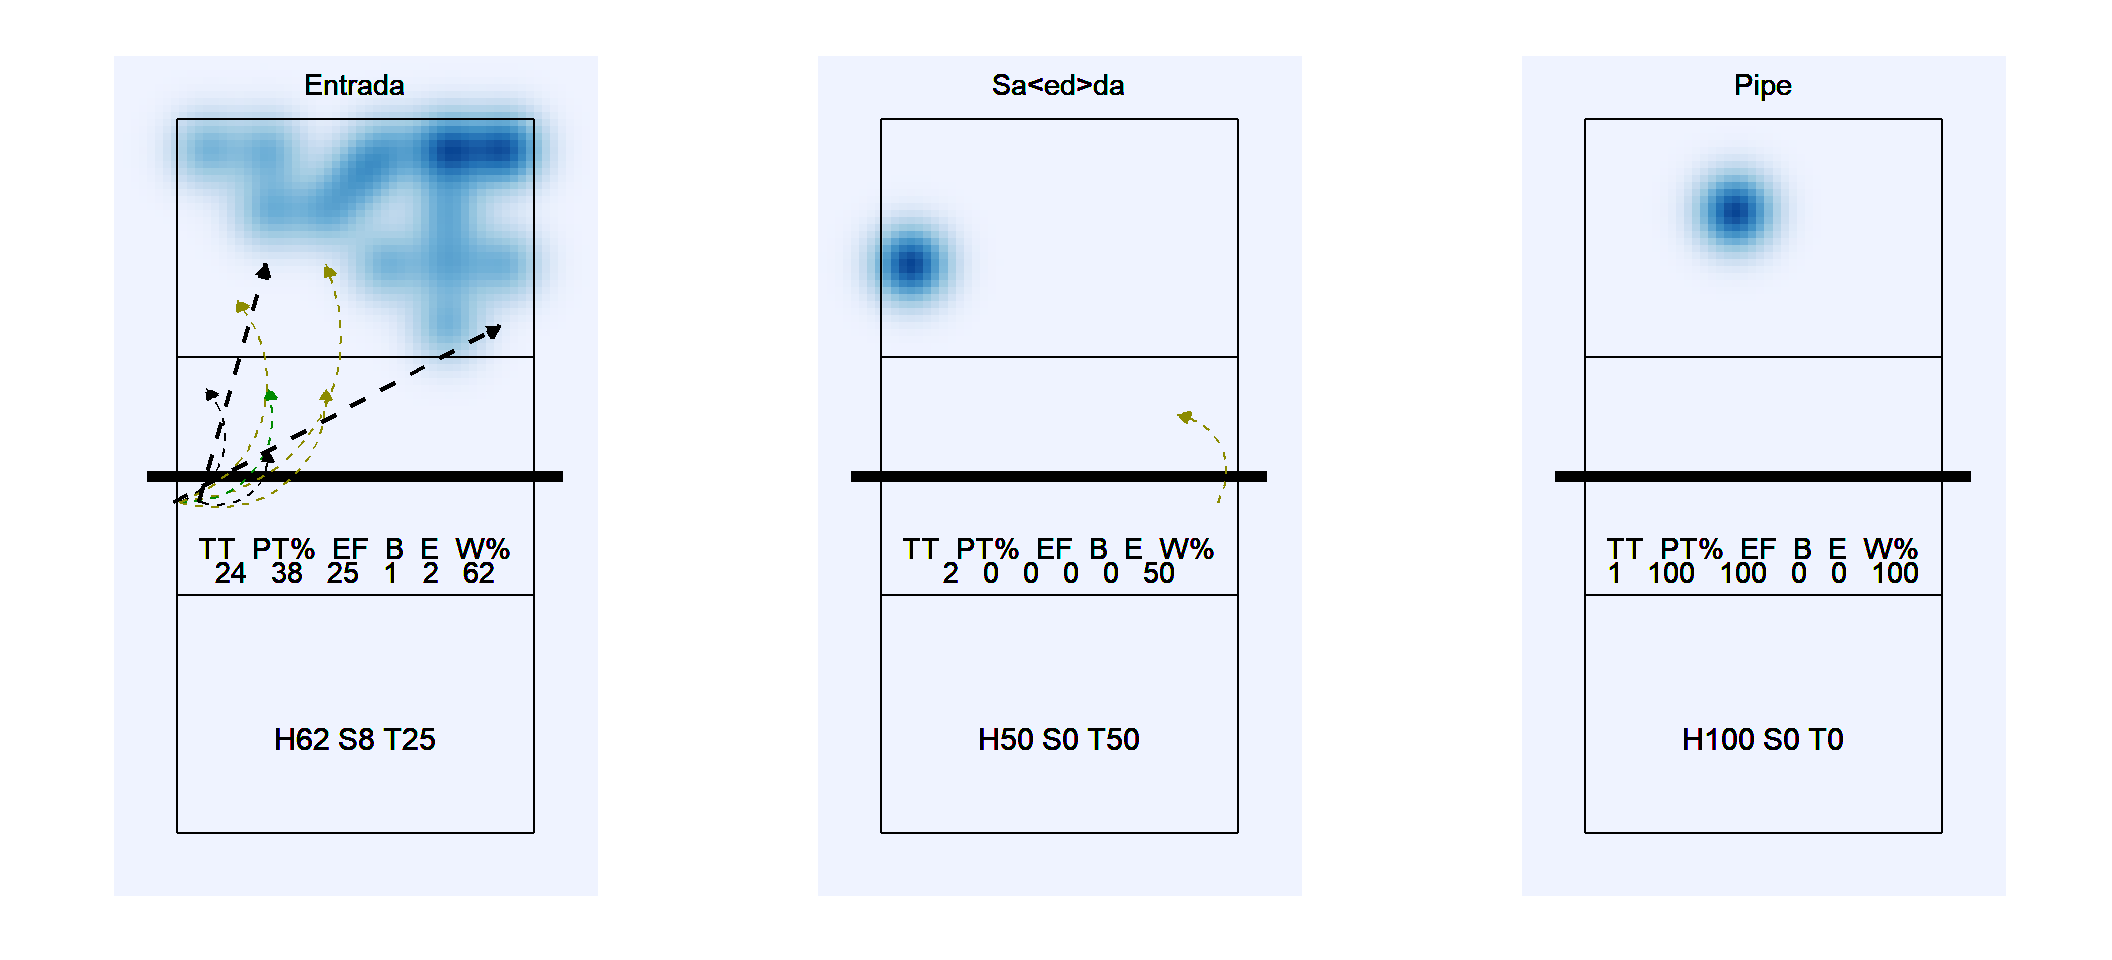 Entrada
TT PT% EF B E W%
24 38 25 1 2 62
H62 S8 T25
Sa<ed>da
TT PT% EF B E W%
2 0 0 0 0 50
H50 S0 T50
Pipe
TT PT% EF B E W%
1 100 100 0 0 100
H100 S0 T0